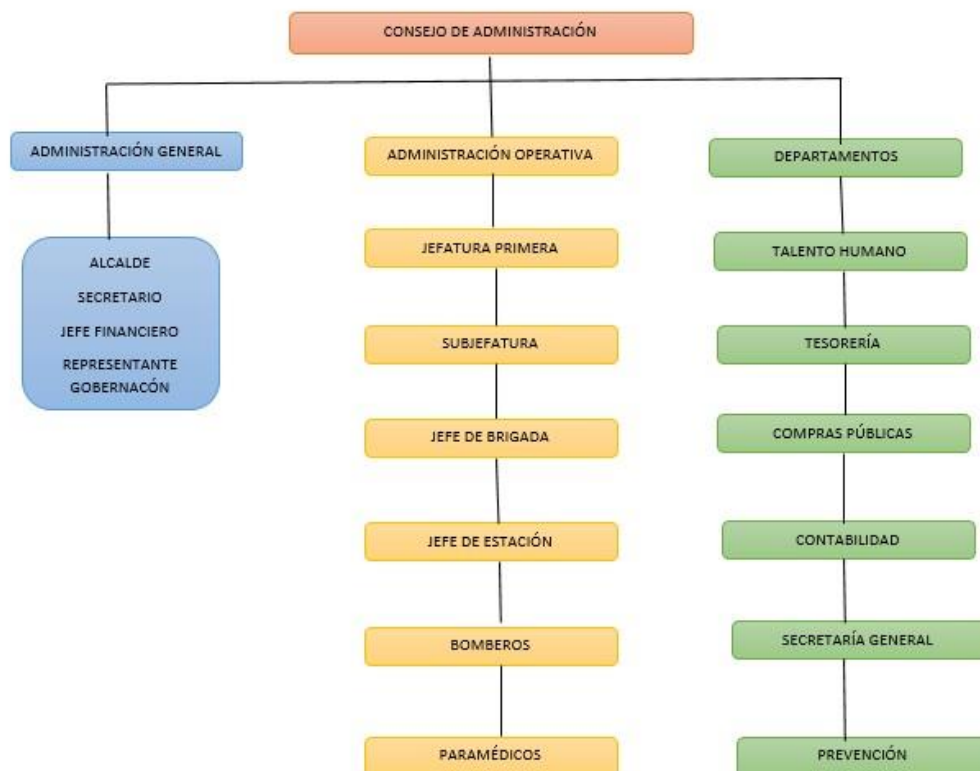 CONSEJO DE ADMINISTRACIÓN
ADMINISTRACIÓN GENERAL
ALCALDE
SECRETARIO
JEFE FINANCIERO
REPRESENTANTE
GOBERNACÓN
ADMINISTRACIÓN OPERATIVA
JEFATURA PRIMERA
SUBJEFATURA
JEFE DE BRIGADA
JEFE DE ESTACIÓN
BOMBEROS
PARAMÉDICOS
DEPARTAMENTOS
TALENTO HUMANO
TESORERÍA
COMPRAS PÚBLICAS
CONTABILIDAD
SECRETARÍA GENERAL
PREVENCIÓN